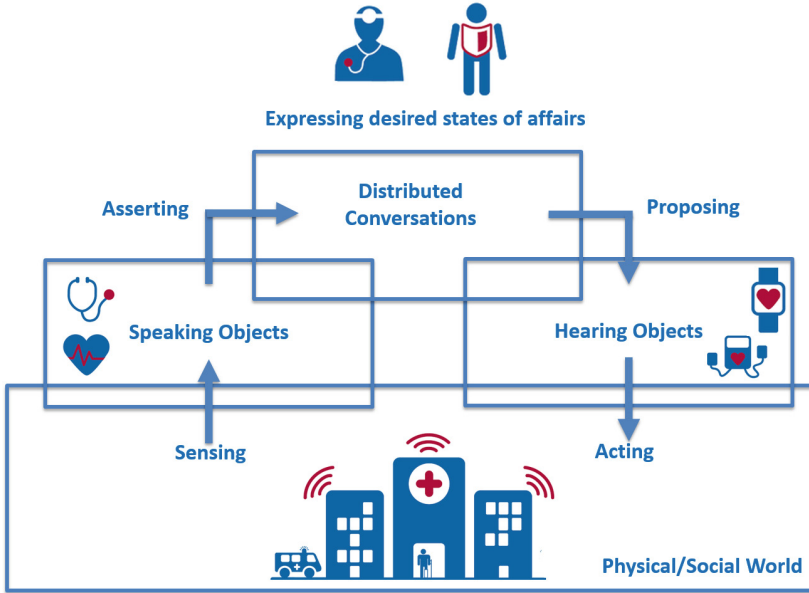 Expressing desired states of affairs
Distributed
Conversations
Asserting
Proposing
Speaking Objects
Hearing Objects
Sensing
Acting
Physical/Social World